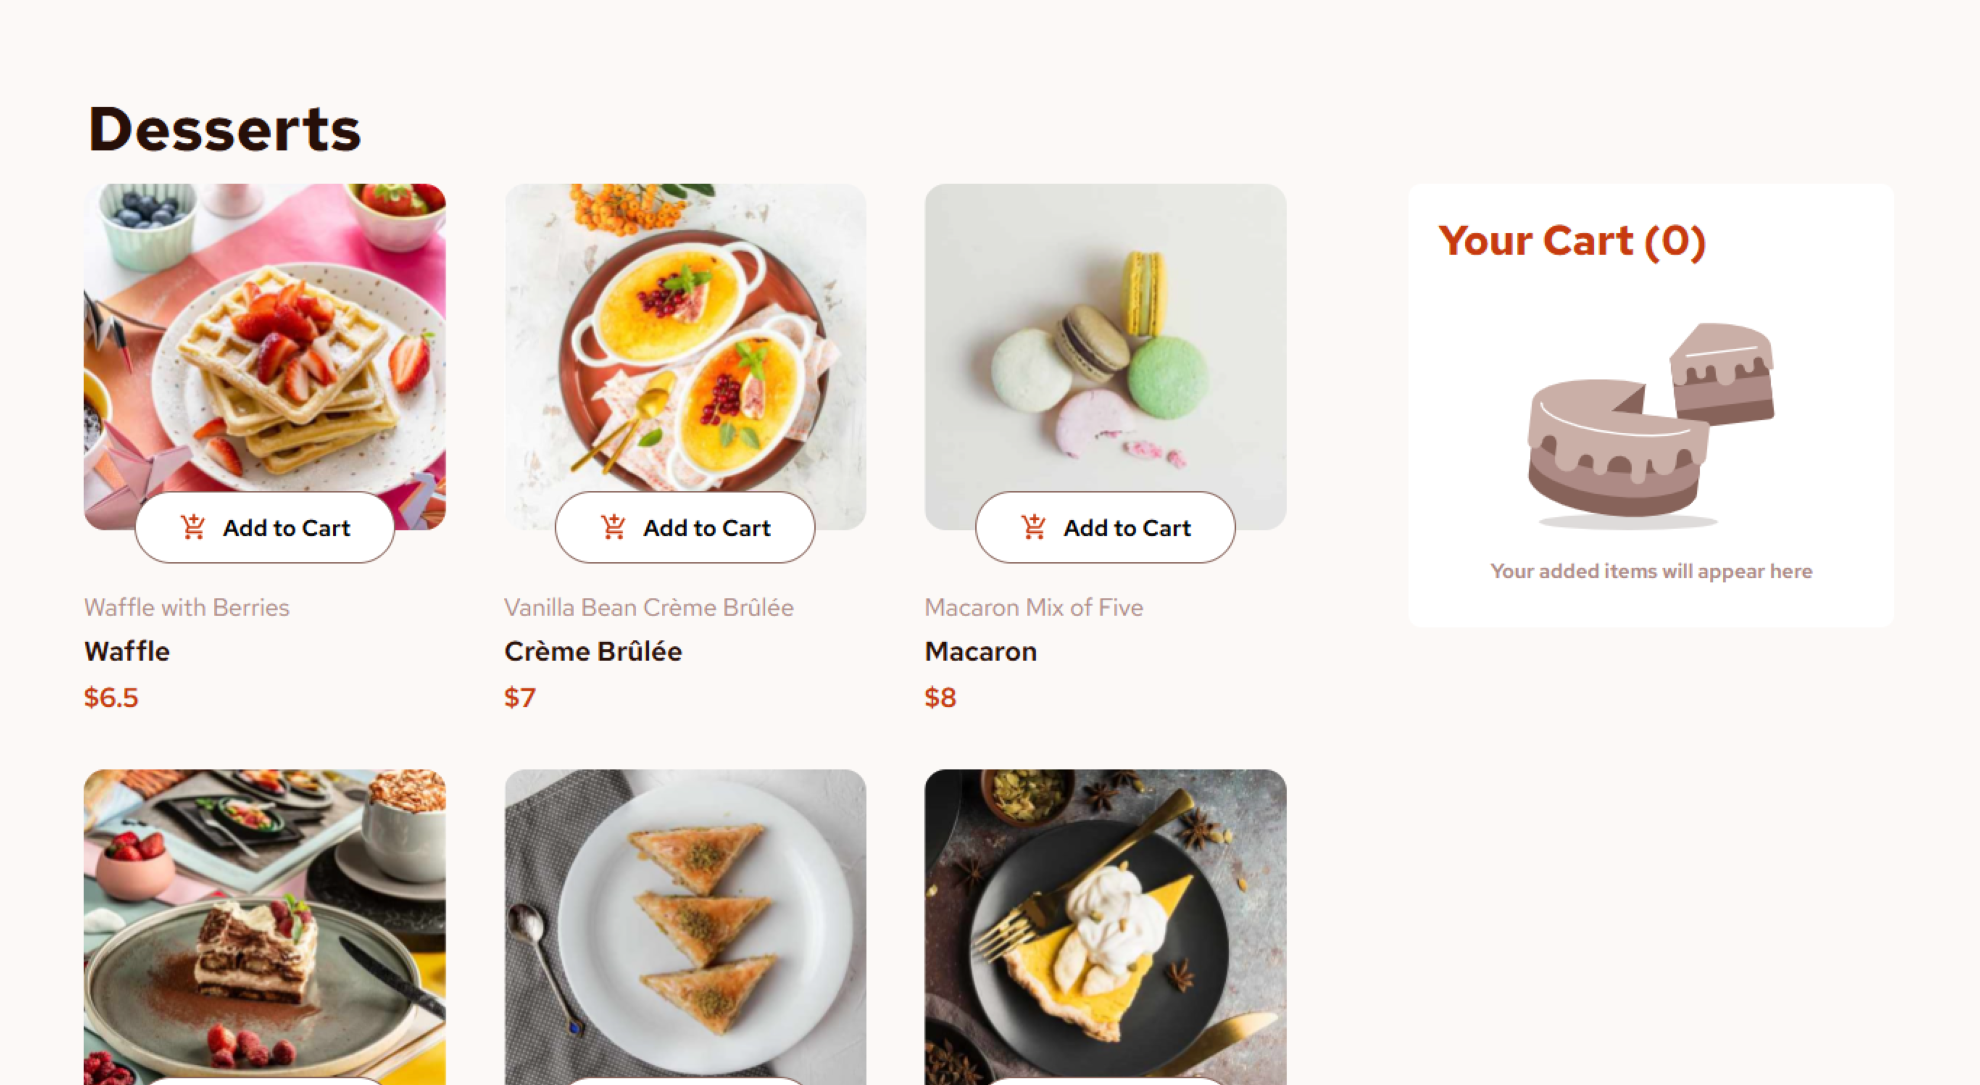 Desserts
Your Cart (0)
Your added items will appear here
Add to Cart
Add to Cart
Add to Cart
Waffle with Berries
Waffle
$6.5
Vanilla Bean Crème Brûlée
Crème Brûlée
$7
Macaron Mix of Five
Macaron
$8